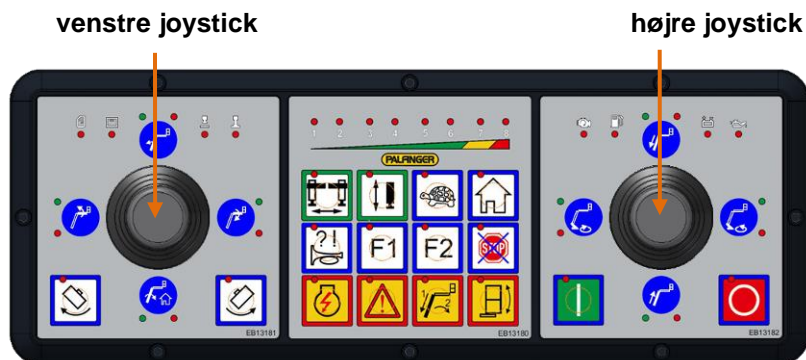 venstre joystick
højre joystick
1 2 3 4 5 6 7 8
PALFINGER
?! F1 F2 STOP
2
EB13181
EB13180
EB13182